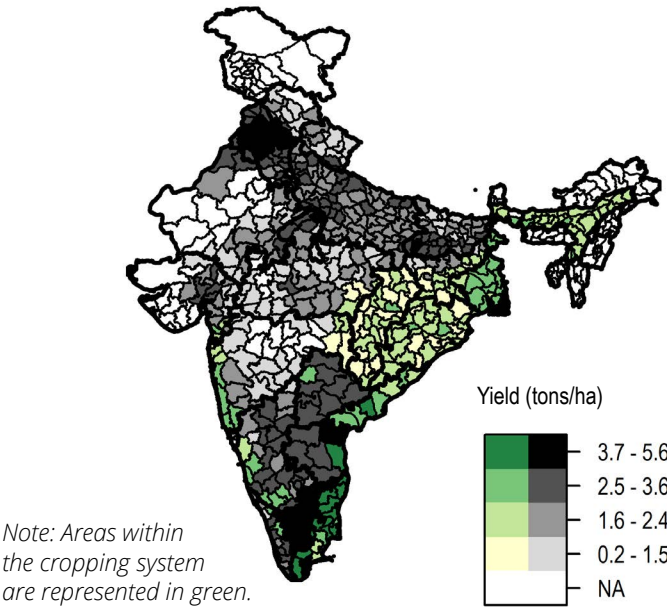 Yield (tons/ha)
3.7 - 5.6
2.5 - 3.6
1.6 - 2.4
0.2 - 1.5
NA
Note: Areas within
the cropping system
are represented in green.